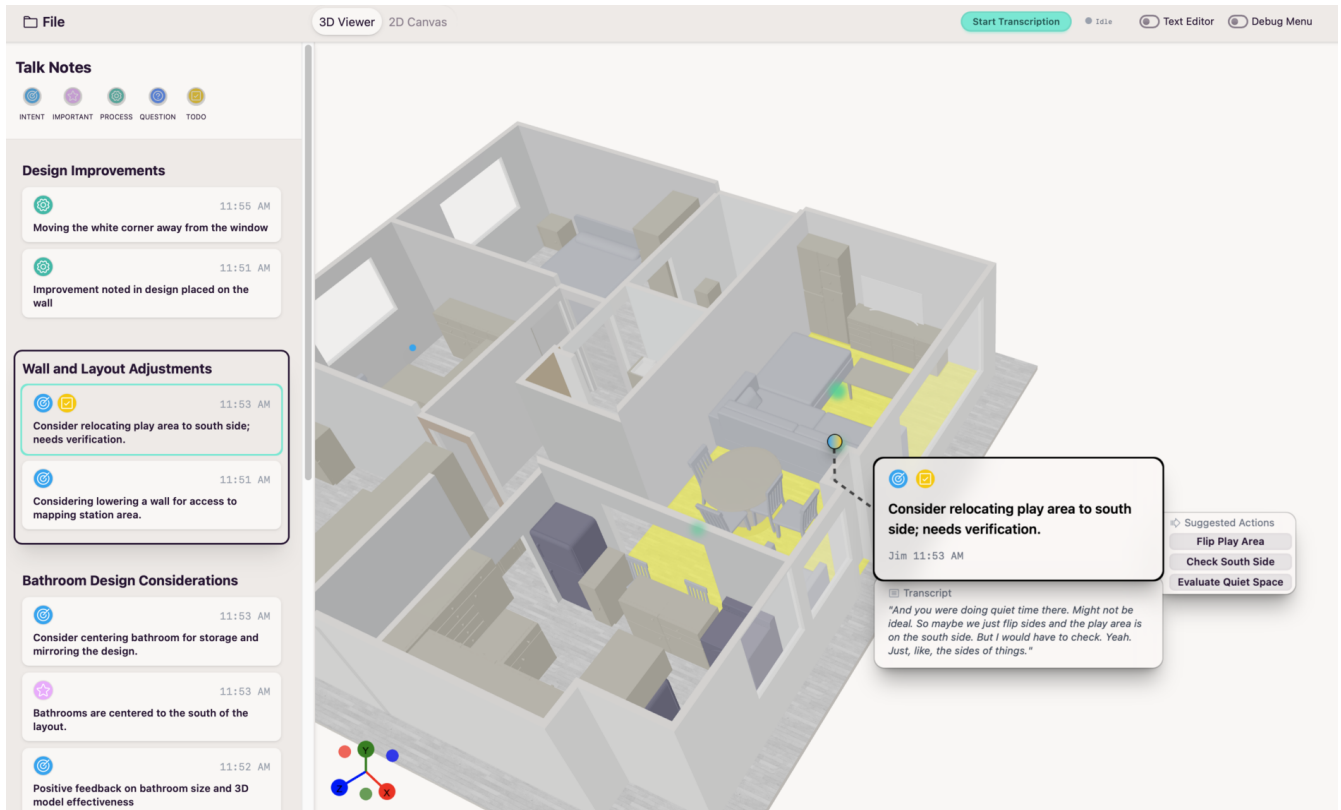 File
3D Viewer
2D Canvas
Start Transcription
Idle
Text Editor
Debug Menu
Talk Notes
INTENT
IMPORTANT
PROCESS
QUESTION
TODO
Design Improvements
11:55 AM
Moving the white corner away from the window
11:51 AM
Improvement noted in design placed on the
wall
Wall and Layout Adjustments
11:53 AM
Consider relocating play area to south side;
needs verification.
11:51 AM
Considering lowering a wall for access to
mapping station area.
Bathroom Design Considerations
11:53 AM
Consider centering bathroom for storage and
mirroring the design.
11:53 AM
Bathrooms are centered to the south of the
layout.
11:52 AM
Positive feedback on bathroom size and 3D
model effectiveness
Consider relocating play area to south
side; needs verification.
Jim 11:53 AM
Transcript
"And you were doing quiet time there. Might not be
ideal. So maybe we just flip sides and the play area is
on the south side. But I would have to check. Yeah.
Just, like, the sides of things."
Suggested Actions
Flip Play Area
Check South Side
Evaluate Quiet Space
Y
Z
X